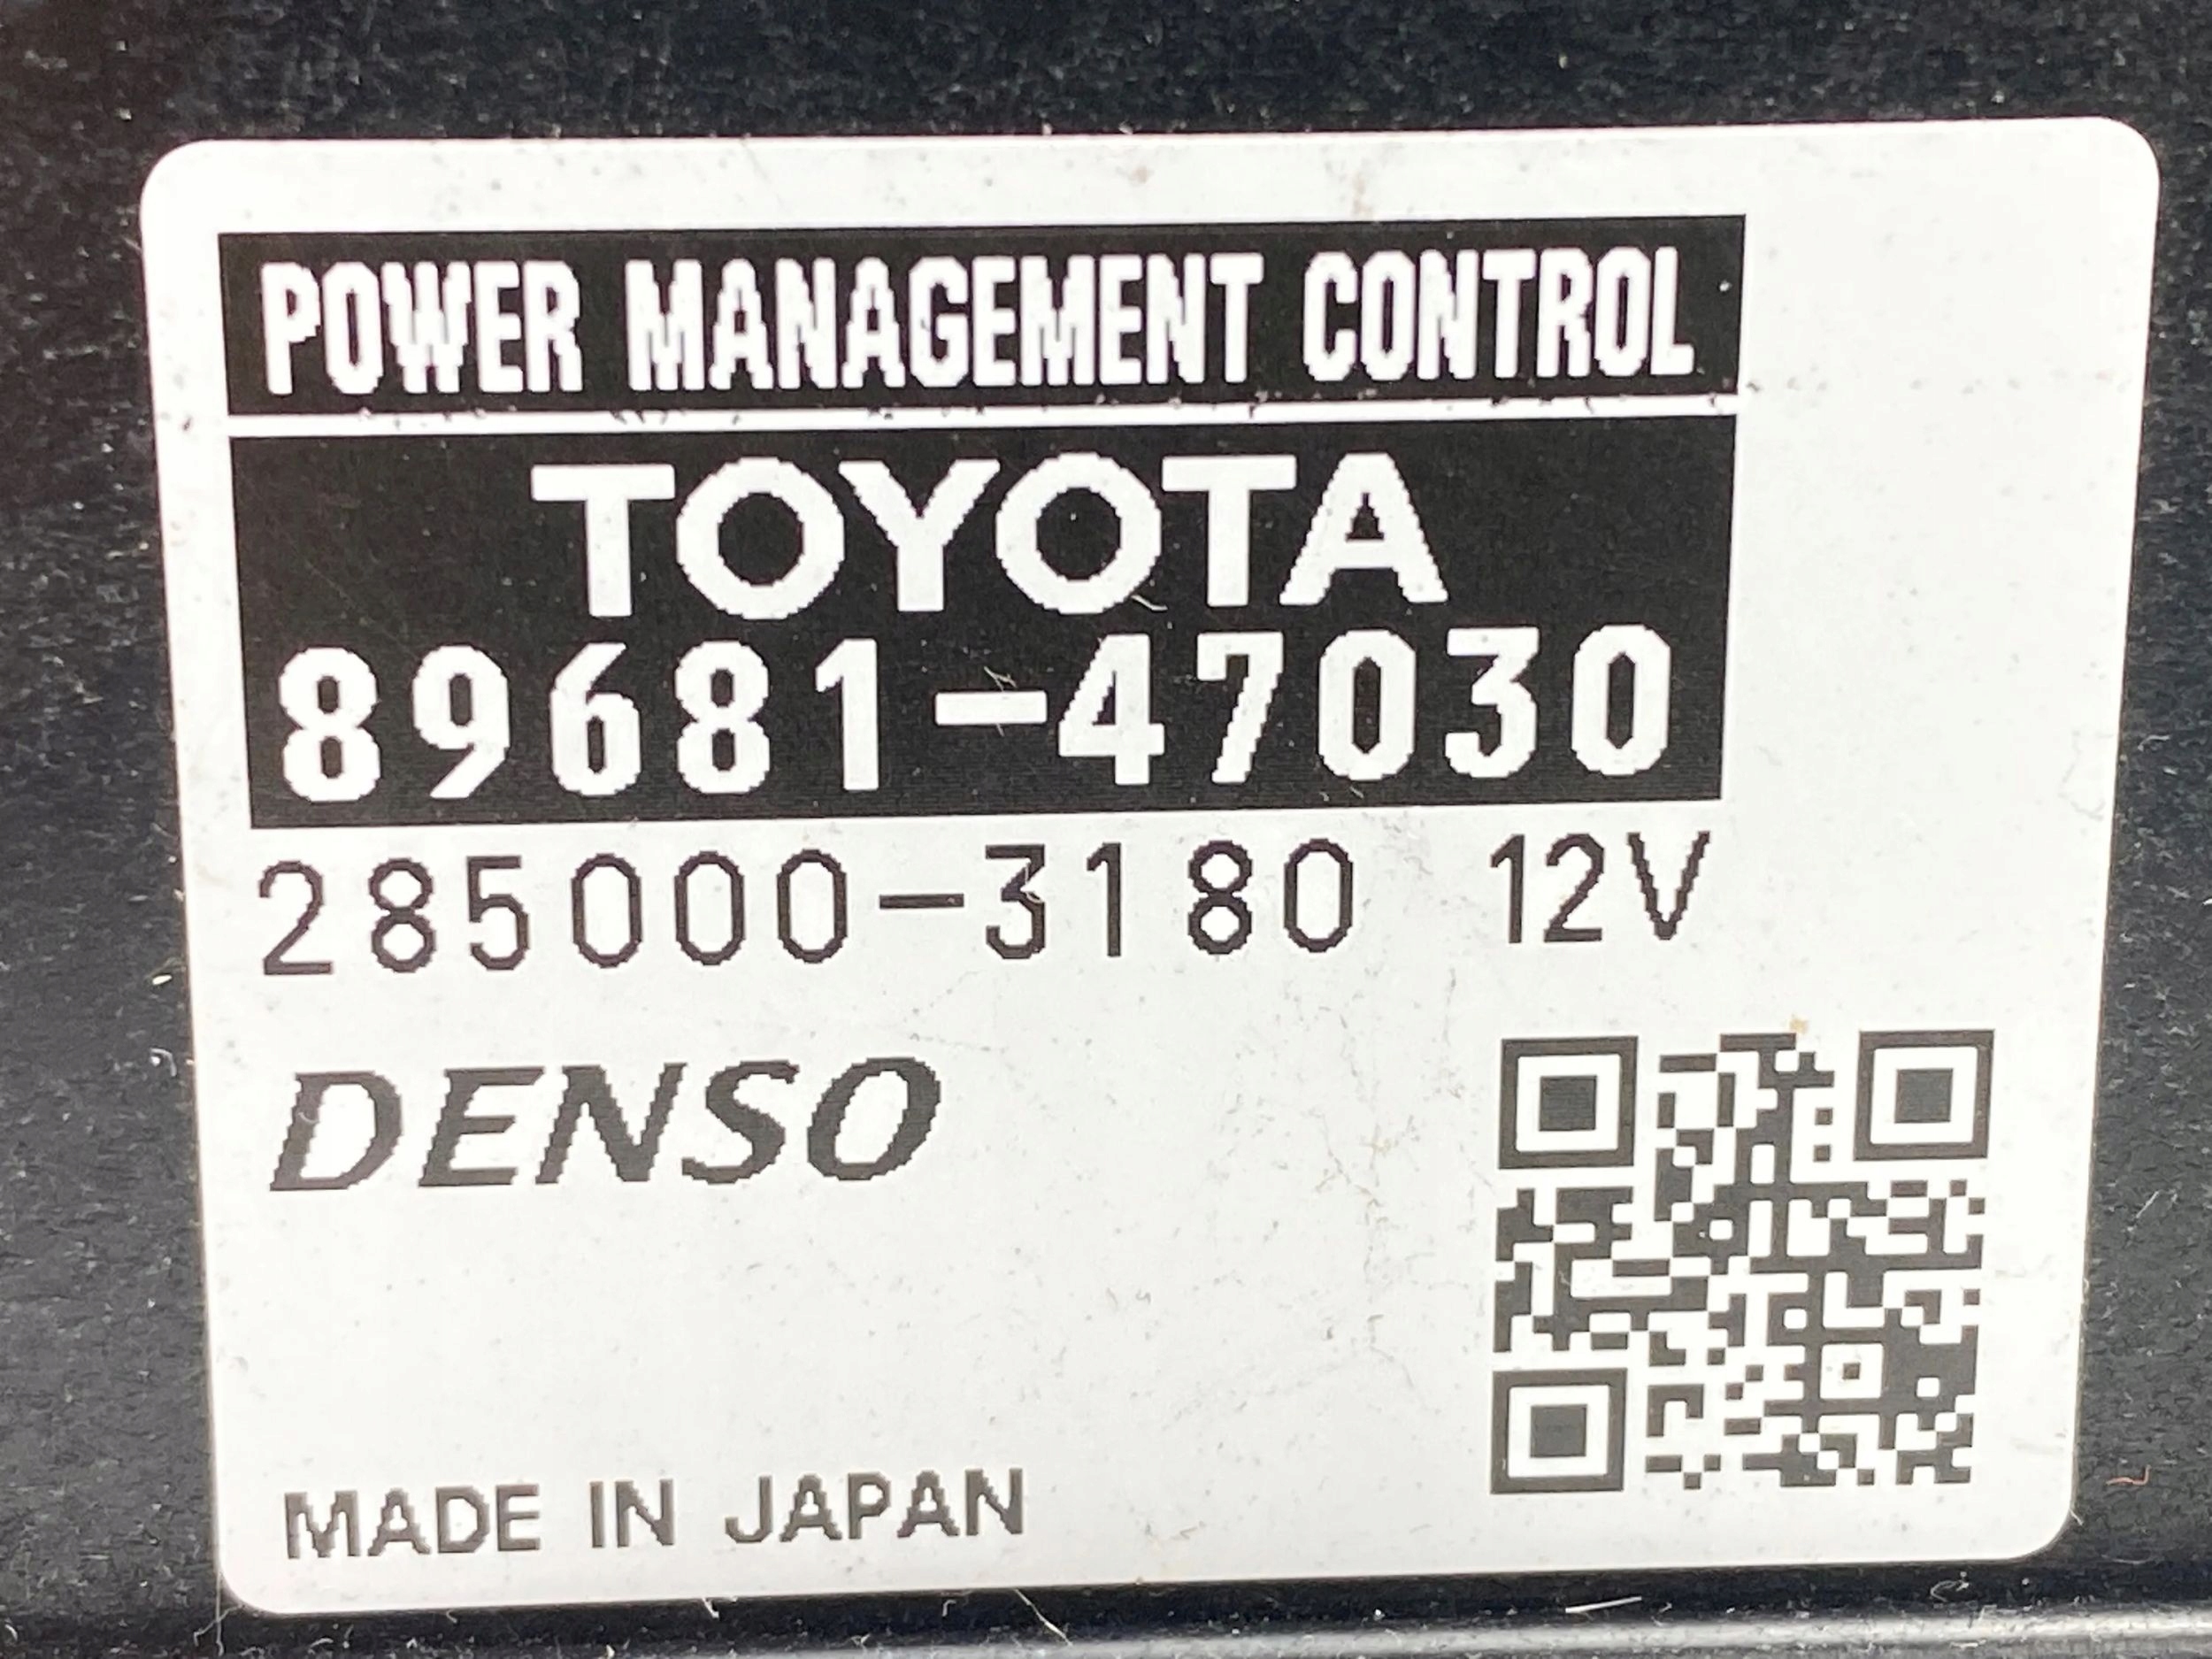 POWER MANAGEMENT CONTROL
TOYOTA
89681-47030
285000-3180 12V
DENSO
MADE IN JAPAN